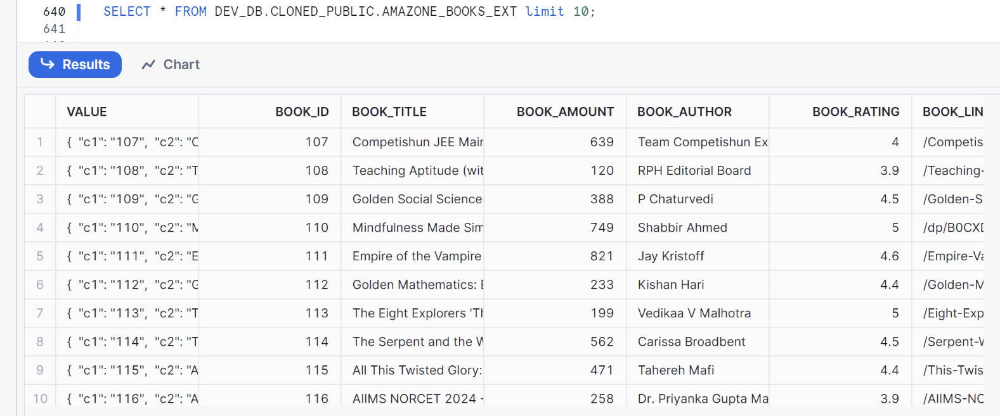 640 SELECT * FROM DEV_DB.CLONED_PUBLIC.AMAZONE_BOOKS_EXT limit 10;
641
Results Chart
VALUE BOOK_ID BOOK_TITLE BOOK_AMOUNT BOOK_AUTHOR BOOK_RATING BOOK_LIN
1 { "c1": "107", "c2": "C 107 Competishun JEE Mair 639 Team Competishun Ex 4 /Competis
2 { "c1": "108", "c2": "T 108 Teaching Aptitude (wit 120 RPH Editorial Board 3.9 /Teaching-
3 { "c1": "109", "c2": "G 109 Golden Social Science 388 P Chaturvedi 4.5 /Golden-S
4 { "c1": "110", "c2": "M 110 Mindfulness Made Sim 749 Shabbir Ahmed 5 /dp/B0CXD
5 { "c1": "111", "c2": "E 111 Empire of the Vampire 821 Jay Kristoff 4.6 /Empire-Va
6 { "c1": "112", "c2": "G 112 Golden Mathematics: E 233 Kishan Hari 4.4 /Golden-M
7 { "c1": "113", "c2": "T 113 The Eight Explorers 'Th 199 Vedikaa V Malhotra 5 /Eight-Exp
8 { "c1": "114", "c2": "T 114 The Serpent and the W 562 Carissa Broadbent 4.5 /Serpent-W
9 { "c1": "115", "c2": "A 115 All This Twisted Glory: 471 Tahereh Mafi 4.4 /This-Twis
10 { "c1": "116", "c2": "A 116 AIIMS NORCET 2024 - 258 Dr. Priyanka Gupta Ma 3.9 /AIIMS-NC